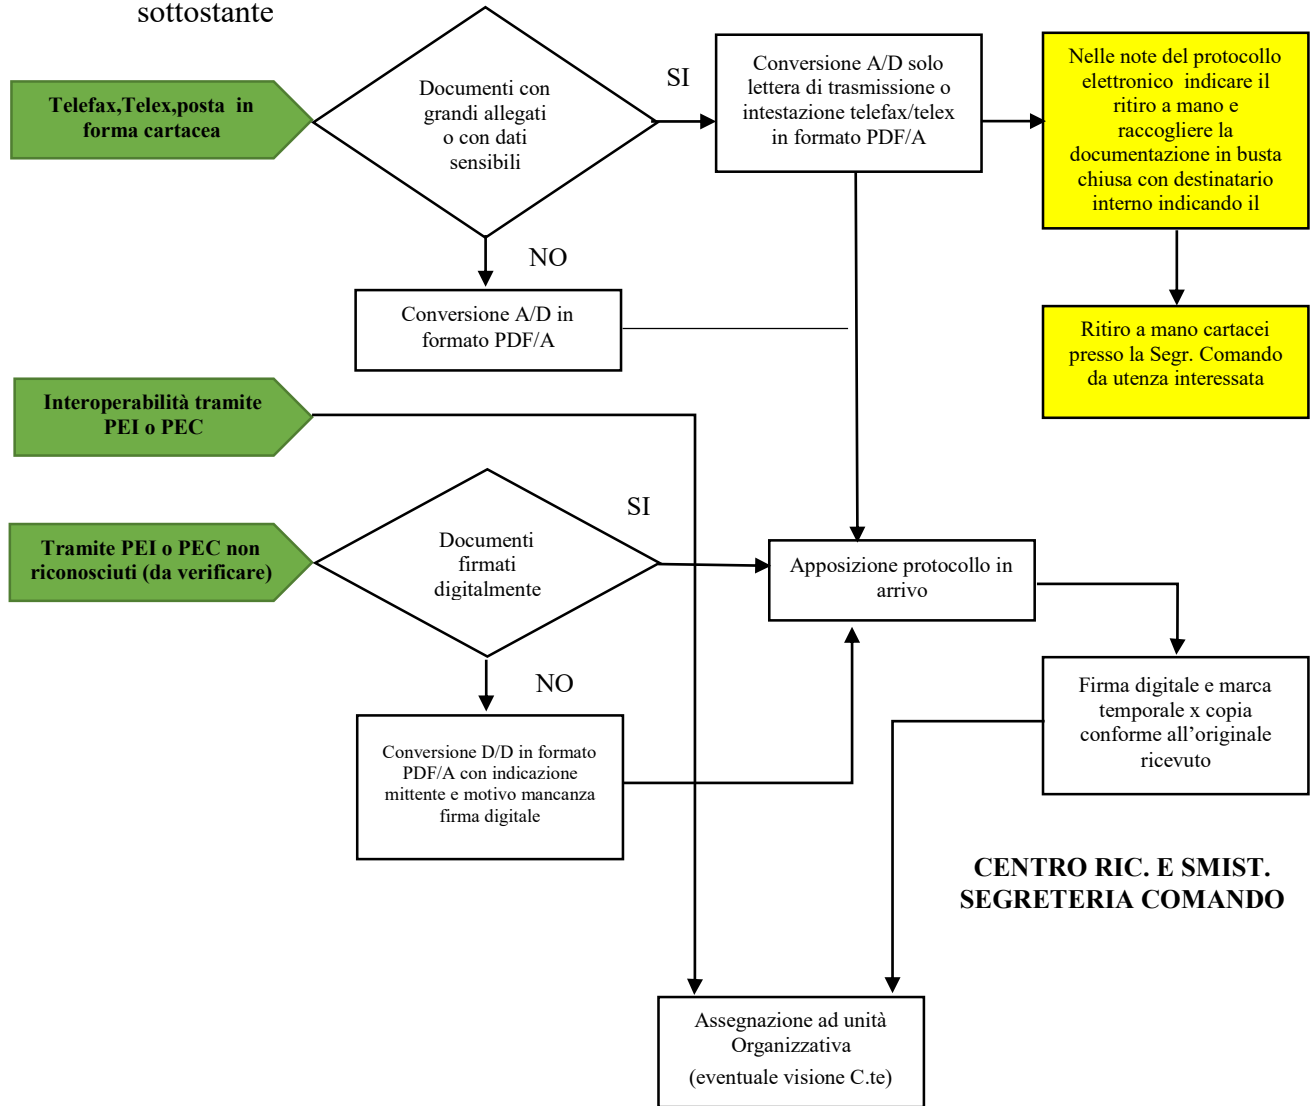 sottostante
Telefax,Telex,posta in
forma cartacea
Documenti con
grandi allegati
o con dati
sensibili
SI
Conversione A/D solo
lettera di trasmissione o
intestazione telefax/telex
in formato PDF/A
Nelle note del protocollo
elettronico indicare il
ritiro a mano e
raccogliere la
documentazione in busta
chiusa con destinatario
interno indicando il
NO
Conversione A/D in
formato PDF/A
Ritiro a mano cartacei
presso la Segr. Comando
da utenza interessata
Interoperabilità tramite
PEI o PEC
Tramite PEI o PEC non
riconosciuti (da verificare)
Documenti
firmati
digitalmente
SI
Apposizione protocollo in
arrivo
NO
Conversione D/D in formato
PDF/A con indicazione
mittente e motivo mancanza
firma digitale
Firma digitale e marca
temporale x copia
conforme all’originale
ricevuto
CENTRO RIC. E SMIST.
SEGRETERIA COMANDO
Assegnazione ad unità
Organizzativa
(eventuale visione C.te)